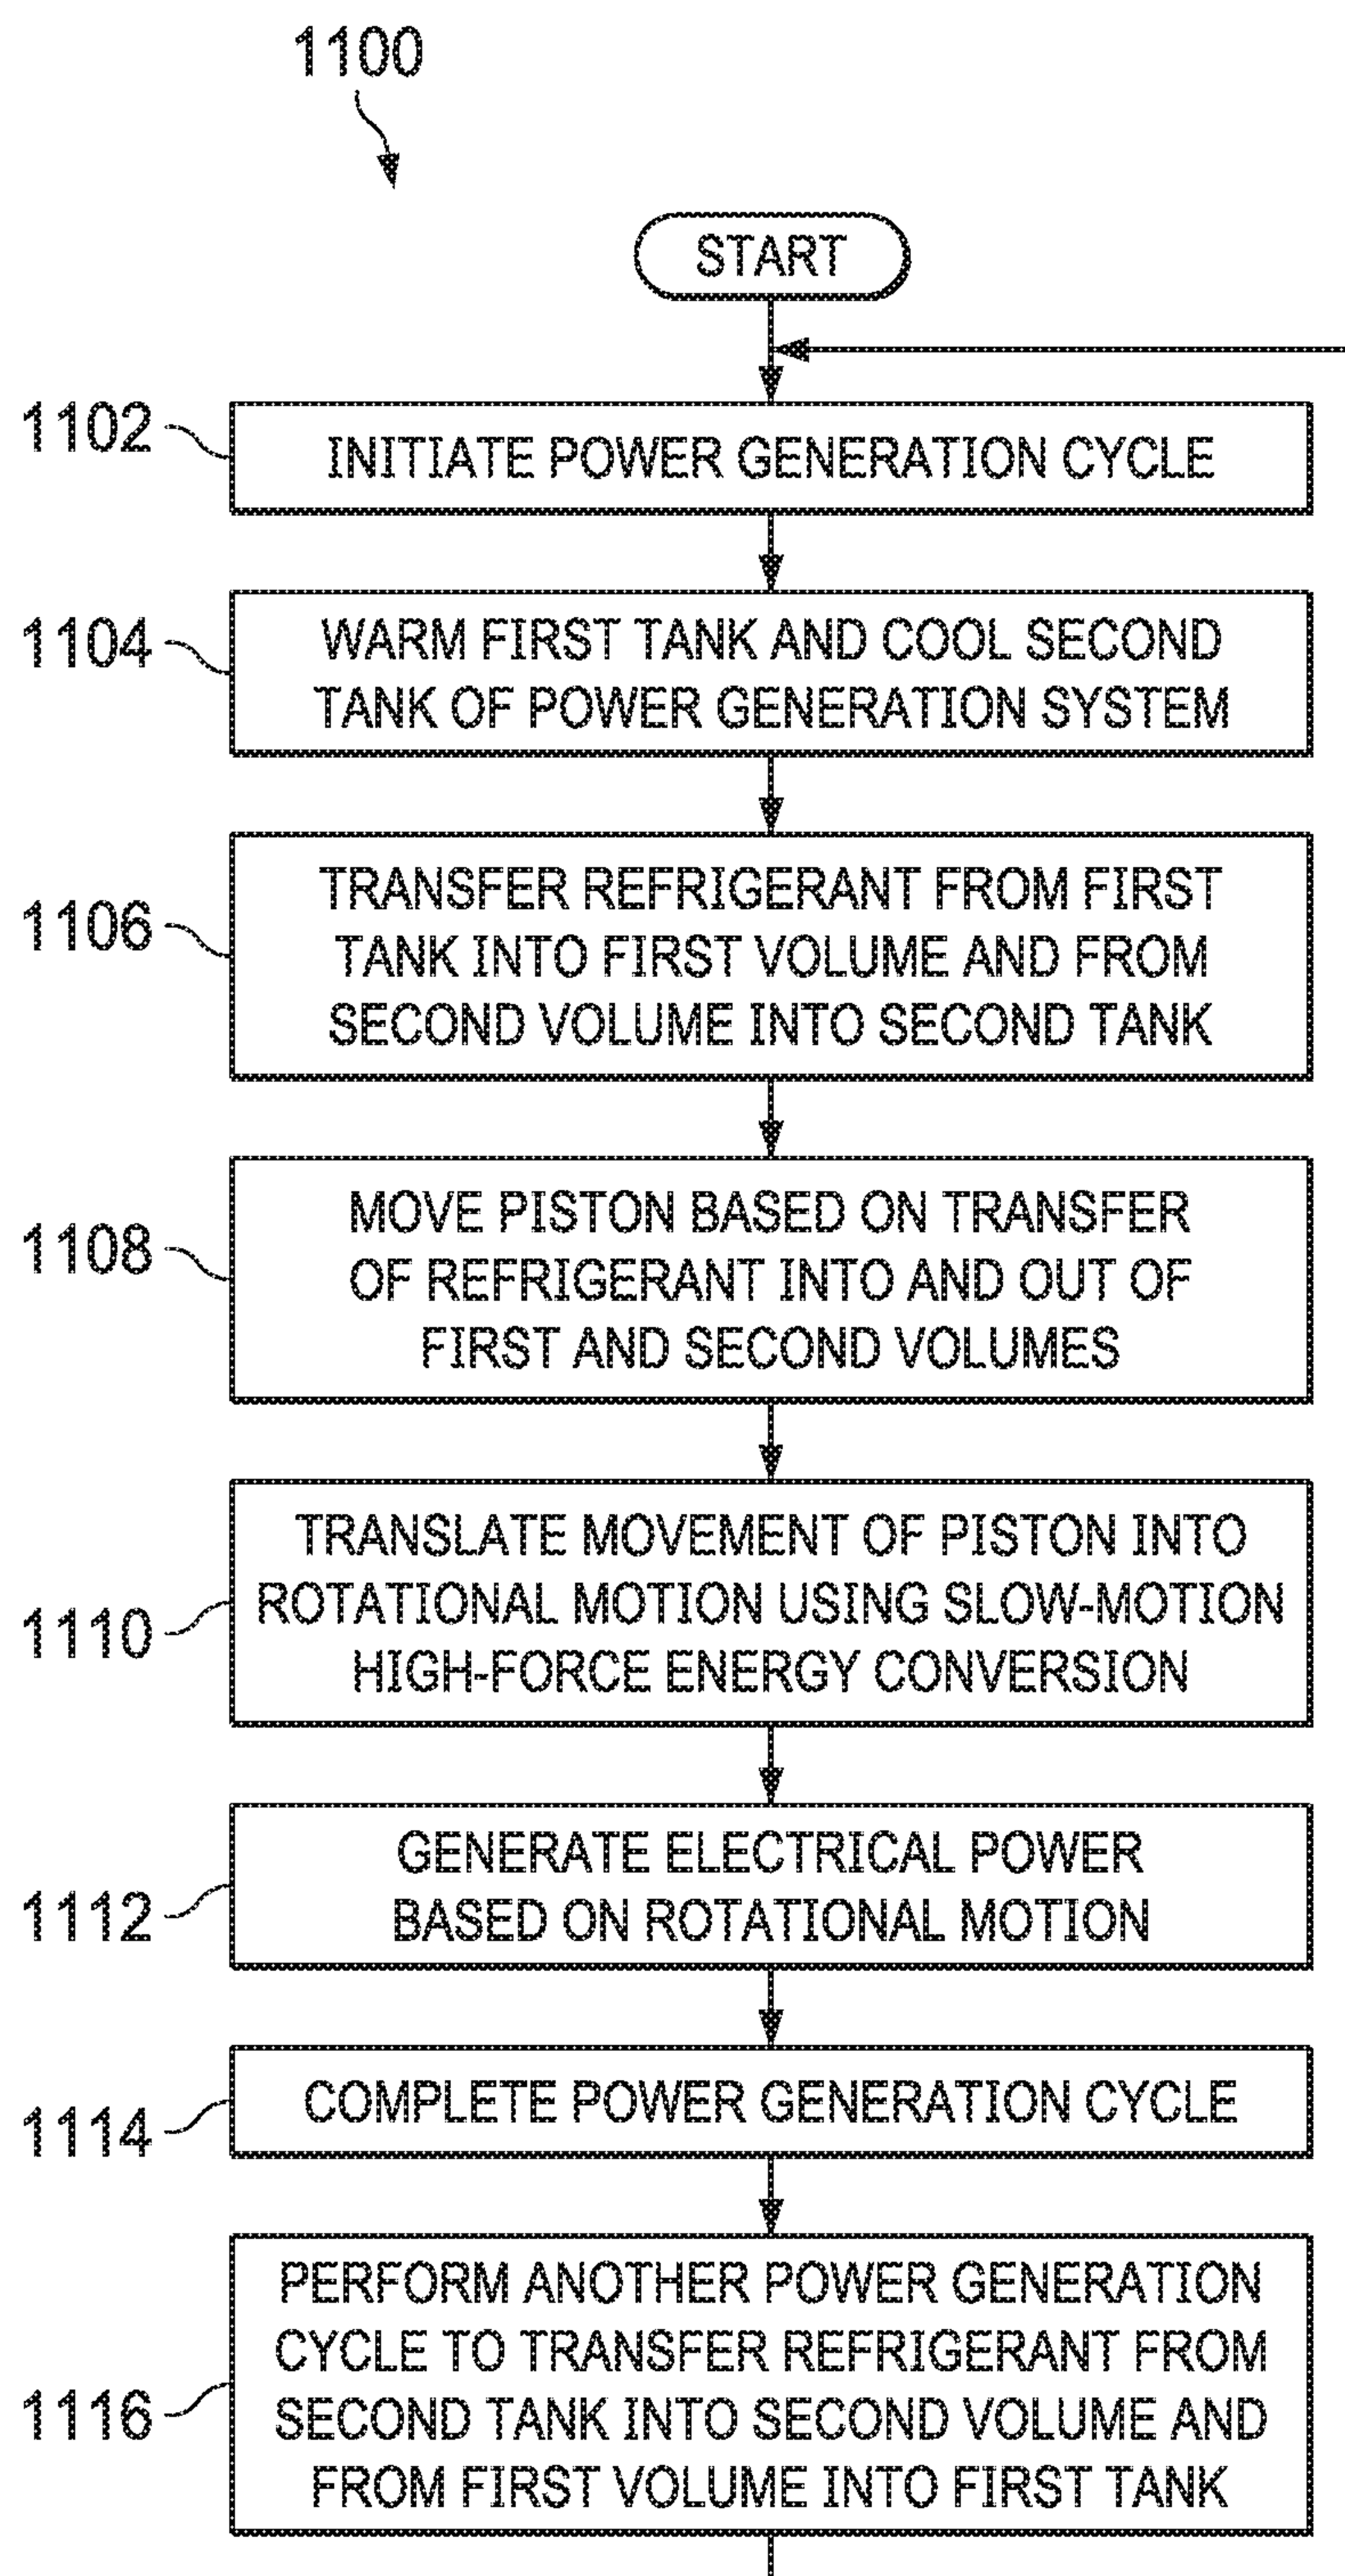 1100
START
1102
INITIATE POWER GENERATION CYCLE
1104
WARM FIRST TANK AND COOL SECOND
TANK OF POWER GENERATION SYSTEM
1106
TRANSFER REFRIGERANT FROM FIRST
TANK INTO FIRST VOLUME AND FROM
SECOND VOLUME INTO SECOND TANK
1108
MOVE PISTON BASED ON TRANSFER
OF REFRIGERANT INTO AND OUT OF
FIRST AND SECOND VOLUMES
1110
TRANSLATE MOVEMENT OF PISTON INTO
ROTATIONAL MOTION USING SLOW-MOTION
HIGH-FORCE ENERGY CONVERSION
1112
GENERATE ELECTRICAL POWER
BASED ON ROTATIONAL MOTION
1114
COMPLETE POWER GENERATION CYCLE
1116
PERFORM ANOTHER POWER GENERATION
CYCLE TO TRANSFER REFRIGERANT FROM
SECOND TANK INTO SECOND VOLUME AND
FROM FIRST VOLUME INTO FIRST TANK